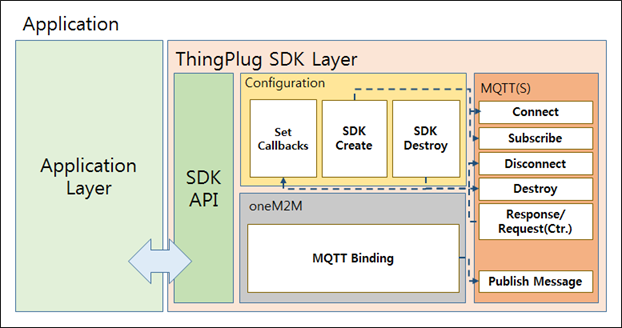 Application
Application
Layer
ThingPlug SDK Layer
SDK
API
Configuration
Set
Callbacks
SDK
Create
SDK
Destroy
oneM2M
MQTT Binding
MQTT(S)
Connect
Subscribe
Disconnect
Destroy
Response/
Request(Ctr.)
Publish Message